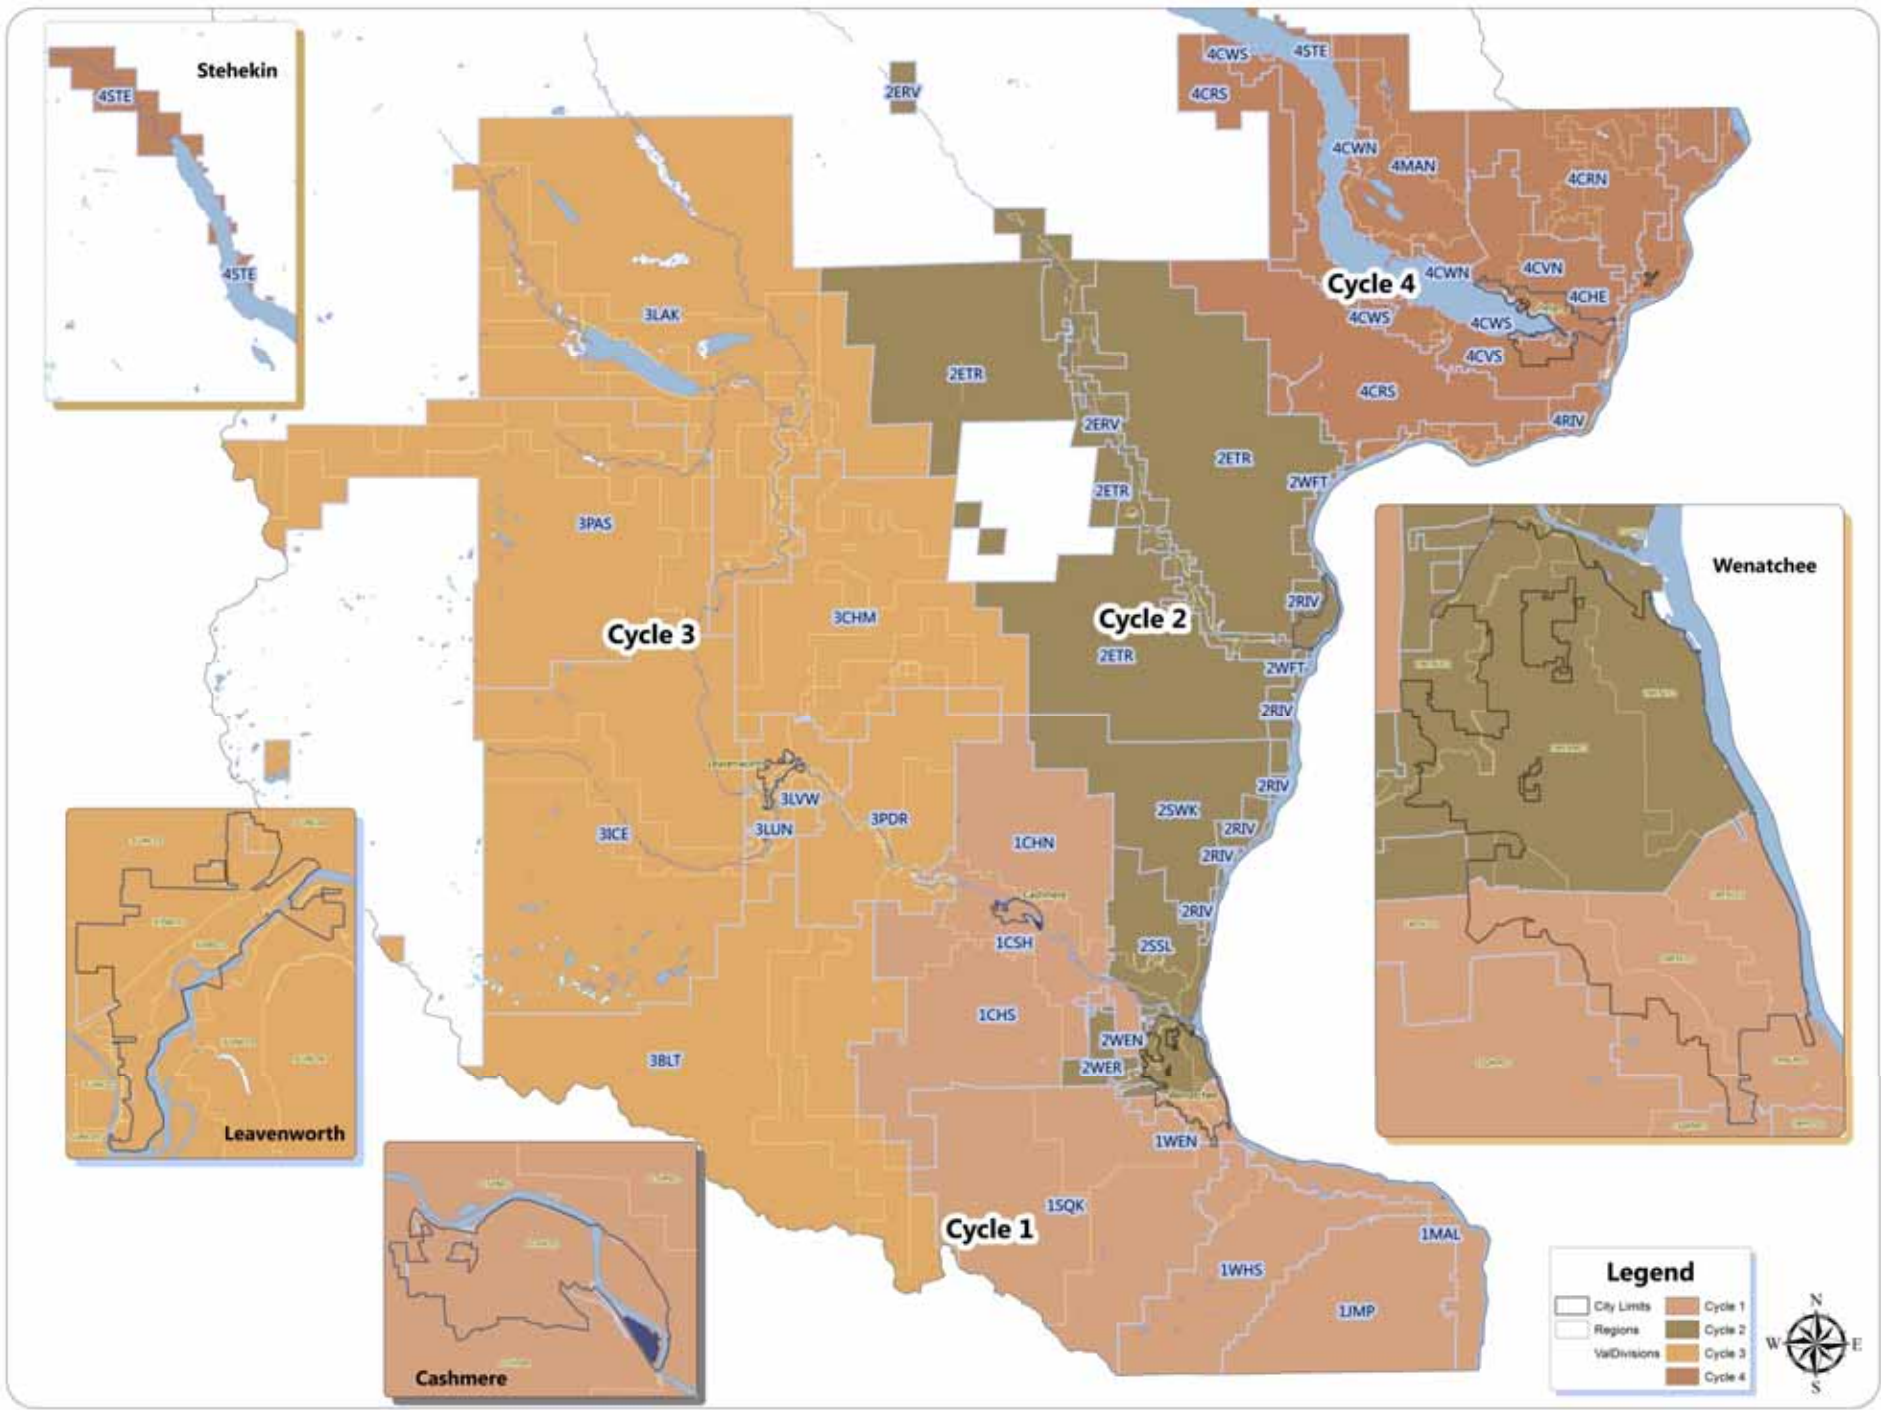 Stehekin
4STE
4STE
2ERV
4CWS
4STE
4CRS
4CWN
4MAN
4CRN
Cycle 4
4CWN
4CVN
4CHE
4CWS
4CWS
4CVS
4CRS
4RIV
3LAK
2ETR
2ERV
2ETR
2WFT
2ETR
3PAS
Cycle 3
3CHM
Cycle 2
2RIV
2ETR
2WFT
2RIV
2RIV
2SWK
2RIV
2RIV
2RIV
2SSL
Wenatchee
3LVW
3LUN
3PDR
3ICE
1CHN
Cashmere
1CSH
1CHS
2WEN
2WER
3BLT
Wenatchee
1WEN
Leavenworth
Cashmere
Cycle 1
1SQK
1WHS
1MAL
1JMP
Legend
City Limits
Regions
ValDivisions
Cycle 1
Cycle 2
Cycle 3
Cycle 4
N
W
E
S